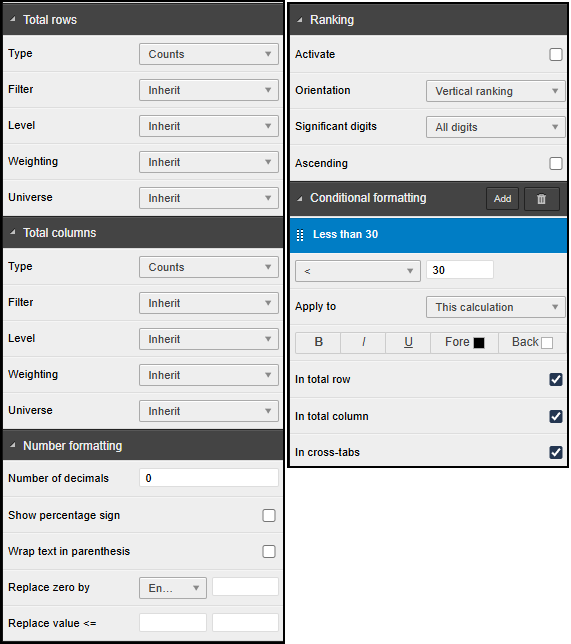 Total rows
Type Counts
Filter Inherit
Level Inherit
Weighting Inherit
Universe Inherit
Total columns
Type Counts
Filter Inherit
Level Inherit
Weighting Inherit
Universe Inherit
Number formatting
Number of decimals 0
Show percentage sign
Wrap text in parenthesis
Replace zero by En...
Replace value <=
Ranking
Activate
Orientation Vertical ranking
Significant digits All digits
Ascending
Conditional formatting Add
Less than 30
< 30
Apply to This calculation
B I U Fore Back
In total row
In total column
In cross-tabs